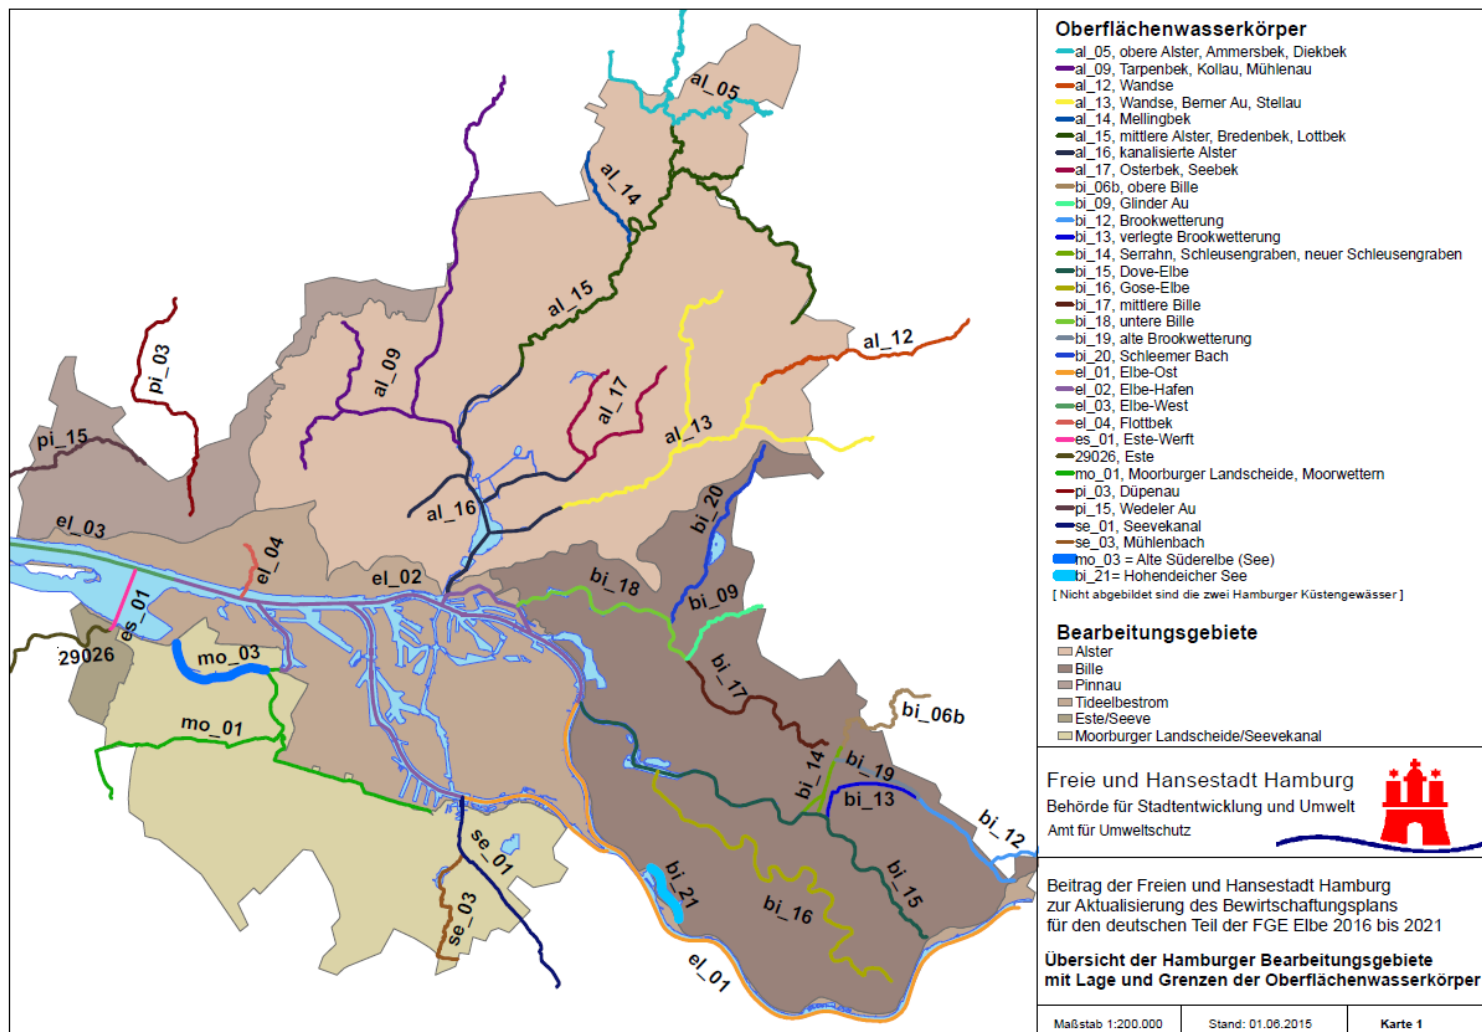 al_05
al_14
al_15
al_09
al_12
al_17
al_13
pi_03
pi_15
al_16
bi_20
el_03
el_04
el_02
bi_18
bi_09
es_01
29026
mo_03
bi_17
bi_06b
mo_01
bi_14
bi_19
bi_13
bi_12
se_01
bi_21
bi_16
bi_15
se_03
el_01
Oberflächenwasserkörper
al_05, obere Alster, Ammersbek, Diekbek
al_09, Tarpenbek, Kollau, Mühlenau
al_12, Wandse
al_13, Wandse, Berner Au, Stellau
al_14, Mellingbek
al_15, mittlere Alster, Bredenbek, Lottbek
al_16, kanalisierte Alster
al_17, Osterbek, Seebek
bi_06b, obere Bille
bi_09, Glinder Au
bi_12, Brookwetterung
bi_13, verlegte Brookwetterung
bi_14, Serrahn, Schleusengraben, neuer Schleusengraben
bi_15, Dove-Elbe
bi_16, Gose-Elbe
bi_17, mittlere Bille
bi_18, untere Bille
bi_19, alte Brookwetterung
bi_20, Schleemer Bach
el_01, Elbe-Ost
el_02, Elbe-Hafen
el_03, Elbe-West
el_04, Flottbek
es_01, Este-Werft
29026, Este
mo_01, Moorburger Landscheide, Moorwettern
pi_03, Düpenau
pi_15, Wedeler Au
se_01, Seevekanal
se_03, Mühlenbach
mo_03 = Alte Süderelbe (See)
bi_21= Hohendeicher See
[ Nicht abgebildet sind die zwei Hamburger Küstengewässer ]
Bearbeitungsgebiete
Alster
Bille
Pinnau
Tideelbestrom
Este/Seeve
Moorburger Landscheide/Seevekanal
Freie und Hansestadt Hamburg
Behörde für Stadtentwicklung und Umwelt
Amt für Umweltschutz
Beitrag der Freien und Hansestadt Hamburg
zur Aktualisierung des Bewirtschaftungsplans
für den deutschen Teil der FGE Elbe 2016 bis 2021
Übersicht der Hamburger Bearbeitungsgebiete
mit Lage und Grenzen der Oberflächenwasserkörper
Maßstab 1:200.000
Stand: 01.06.2015
Karte 1